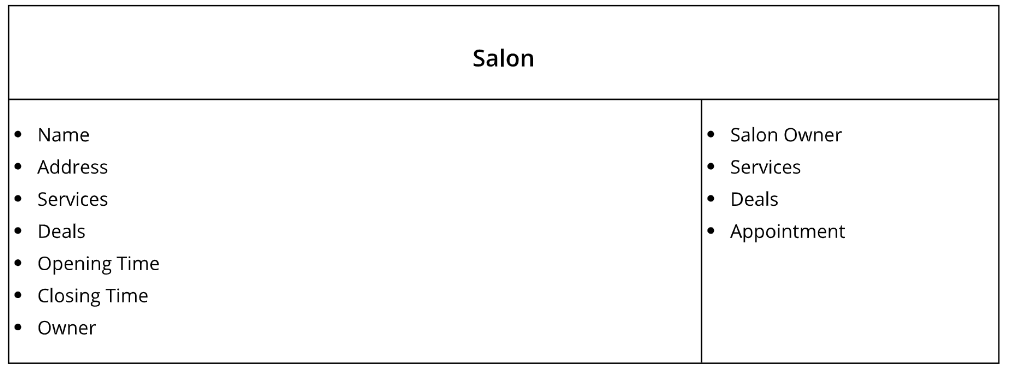 Salon
• Name
• Address
• Services
• Deals
• Opening Time
• Closing Time
• Owner
• Salon Owner
• Services
• Deals
• Appointment